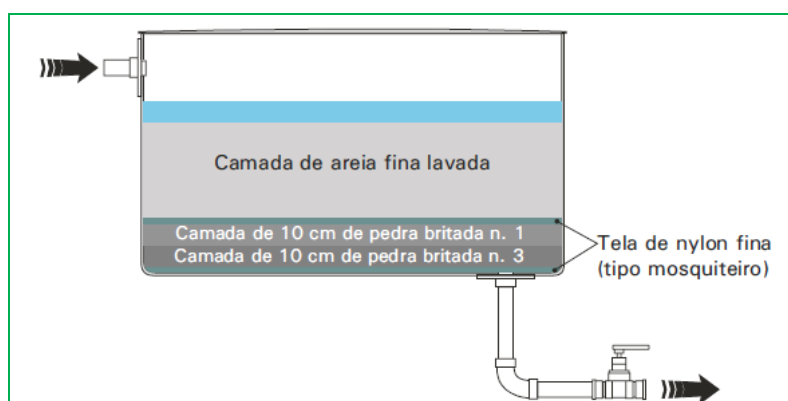 Camada de areia fina lavada
Camada de 10 cm de pedra britada n. 1
Camada de 10 cm de pedra britada n. 3
Tela de nylon fina
(tipo mosquiteiro)